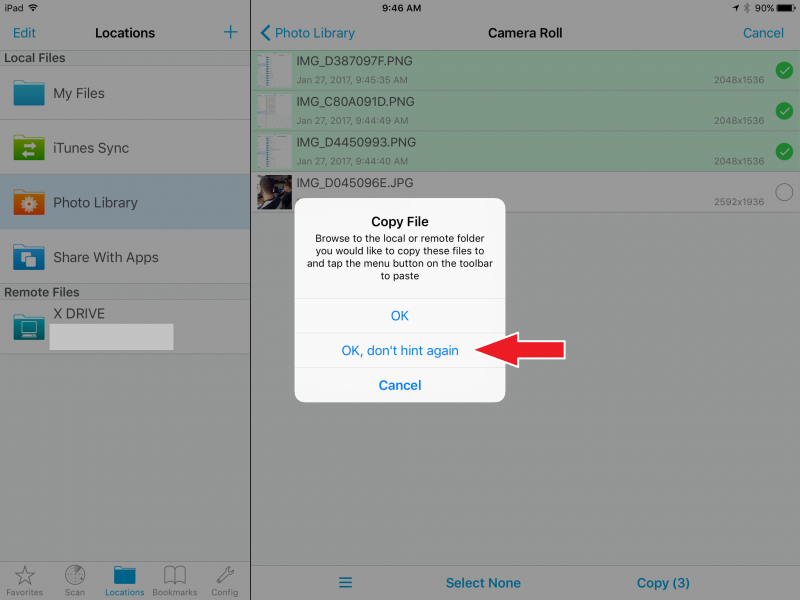 iPad
9:46 AM
90%
Edit
Locations
Photo Library
Camera Roll
Cancel
Local Files
My Files
iTunes Sync
Photo Library
Share With Apps
Remote Files
X DRIVE
IMG_D387097F.PNG
Jan 27, 2017, 9:45:35 AM
2048x1536
IMG_C80A091D.PNG
Jan 27, 2017, 9:44:49 AM
2048x1536
IMG_D4450993.PNG
Jan 27, 2017, 9:44:40 AM
2048x1536
IMG_D045096E.JPG
2592x1936
Copy File
Browse to the local or remote folder
you would like to copy these files to
and tap the menu button on the toolbar
to paste
OK
OK, don't hint again
Cancel
Favorites
Scan
Locations
Bookmarks
Config
Select None
Copy (3)